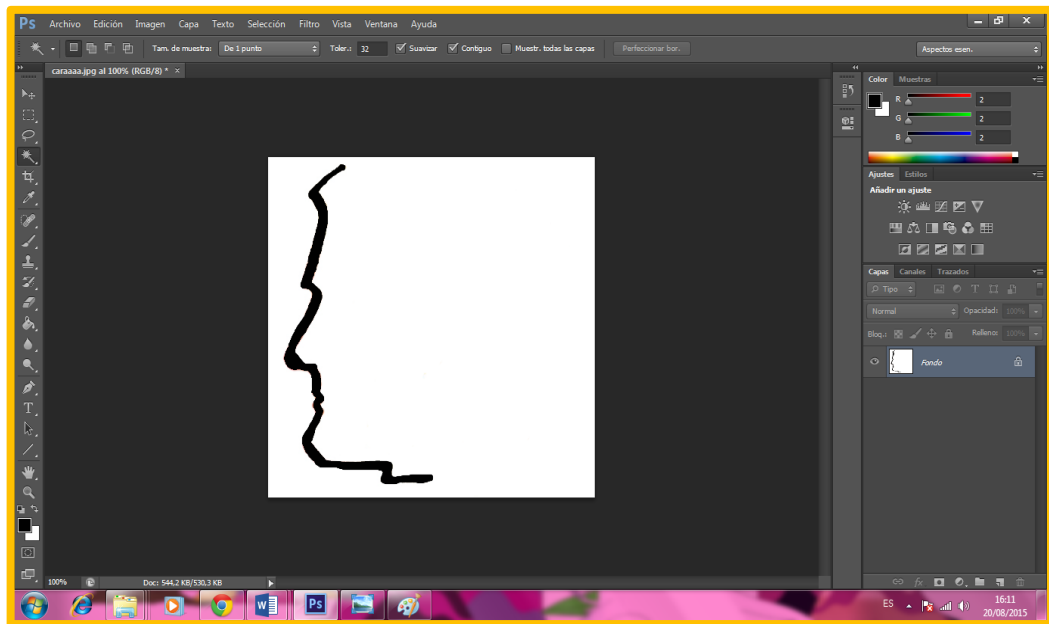 Ps Archivo Edición Imagen Capa Texto Selección Filtro Vista Ventana Ayuda
Tam. de muestra: De 1 punto Toler.: 32 Suavizar Contiguo Muestr. todas las capas Perfeccionar bor. Aspectos esen.
caraaaa.jpg al 100% (RGB/8) * ×
Color Muestras
R 2
G 2
B 2
Ajustes Estilos
Añadir un ajuste
Capas Canales Trazados
Tipo
Normal Opacidad: 100%
Bloq.: Relleno: 100%
Fondo
100% Doc: 544,2 KB/530,3 KB
ES 16:11
20/08/2015